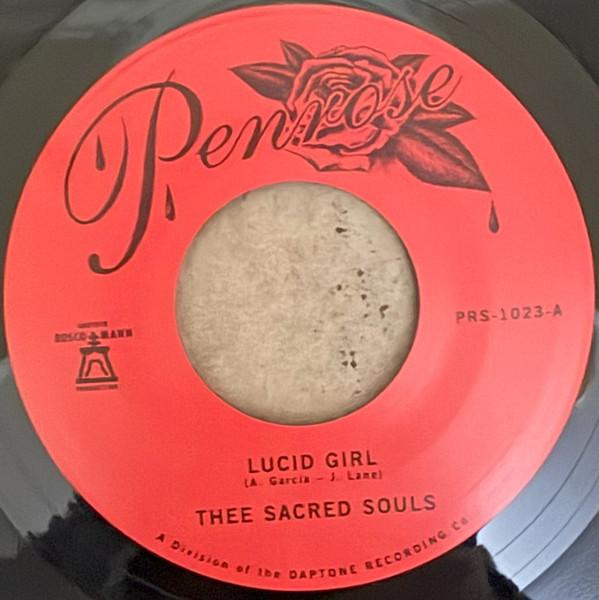 Penrose
BOSCO MANN
PRS-1023-A
LUCID GIRL
(A. Garcia - J. Lane)
THEE SACRED SOULS
A Division of the DAPTONE RECORDING Co